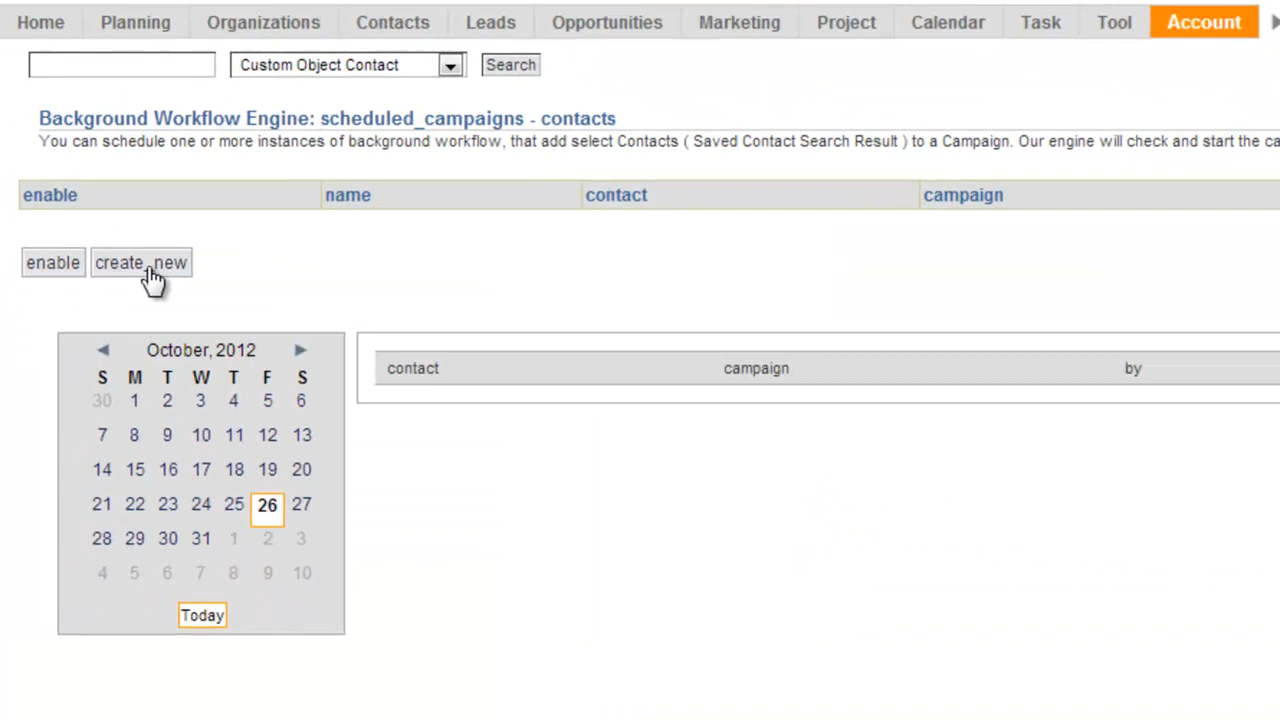 Home Planning Organizations Contacts Leads Opportunities Marketing Project Calendar Task Tool Account
Custom Object Contact Search
Background Workflow Engine: scheduled_campaigns - contacts
You can schedule one or more instances of background workflow, that add select Contacts ( Saved Contact Search Result ) to a Campaign. Our engine will check and start the ca
enable name contact campaign
enable create_new
October, 2012
S M T W T F S
30 1 2 3 4 5 6
7 8 9 10 11 12 13
14 15 16 17 18 19 20
21 22 23 24 25 26 27
28 29 30 31 1 2 3
4 5 6 7 8 9 10
Today
contact campaign by